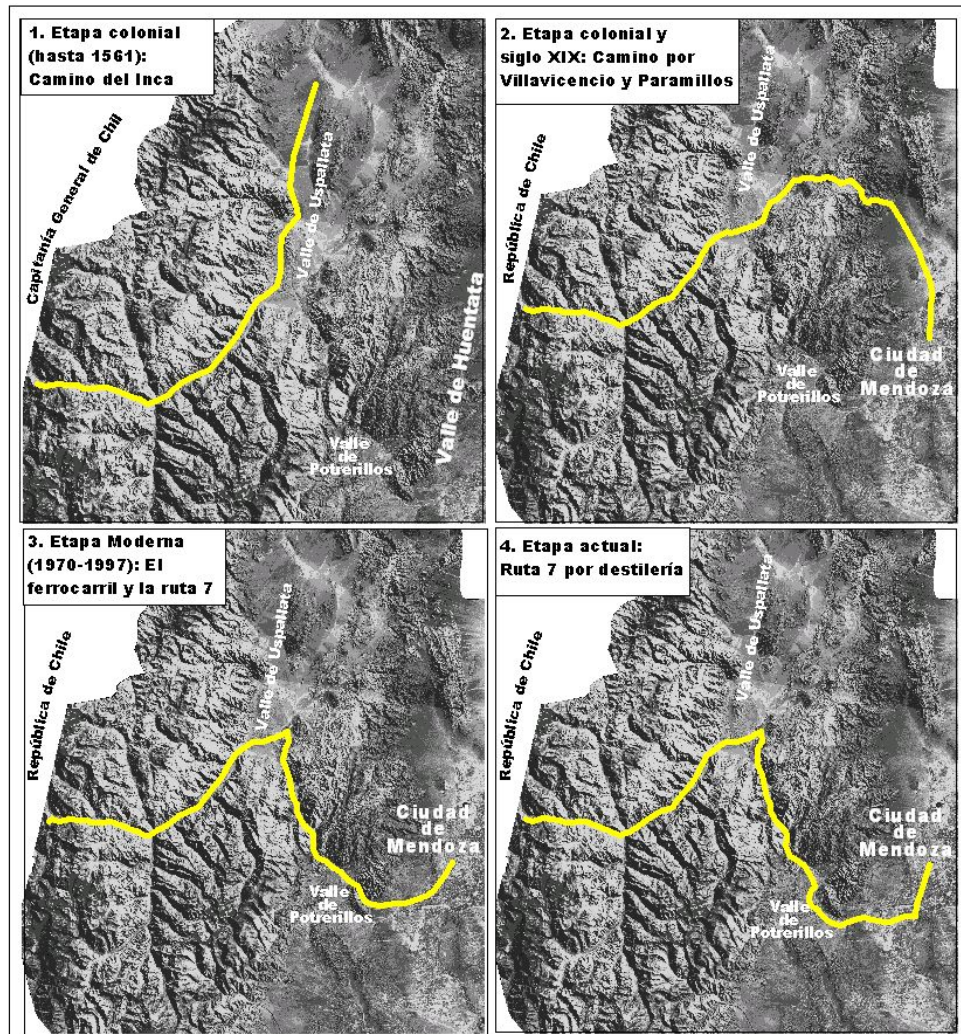 1. Etapa colonial
(hasta 1561):
Camino del Inca
Capitanía General de Chil
Valle de Uspallata
Valle de Huentata
Valle
de
Potrerillos
2. Etapa colonial y
siglo XIX: Camino por
Villavicencio y Paramillos
República de Chile
Valle de Uspallata
Ciudad
de
Mendoza
Valle
de
Potrerillos
3. Etapa Moderna
(1970-1997): El
ferrocarril y la ruta 7
República de Chile
Valle de Uspallata
Ciudad
de
Mendoza
Valle
de
Potrerillos
4. Etapa actual:
Ruta 7 por destilería
República de Chile
Valle de Uspallata
Ciudad
de
Mendoza
Valle
de
Potrerillos